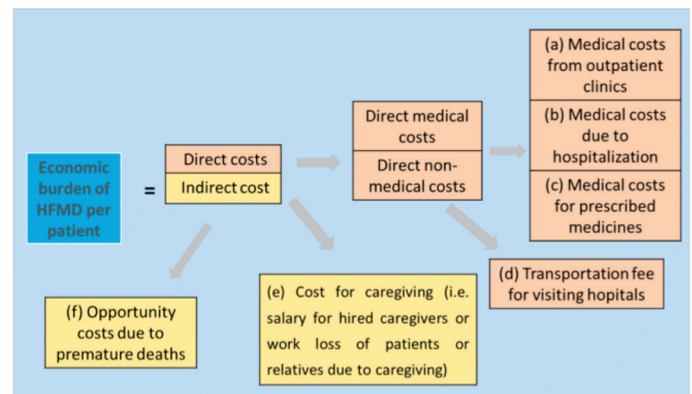 Economic
burden of
HFMD per
patient
=
Direct costs
Indirect cost
Direct medical
costs
Direct non-
medical costs
(a) Medical costs
from outpatient
clinics
(b) Medical costs
due to
hospitalization
(c) Medical costs
for prescribed
medicines
(d) Transportation fee
for visiting hopitals
(e) Cost for caregiving (i.e.
salary for hired caregivers or
work loss of patients or
relatives due to caregiving)
(f) Opportunity
costs due to
premature deaths